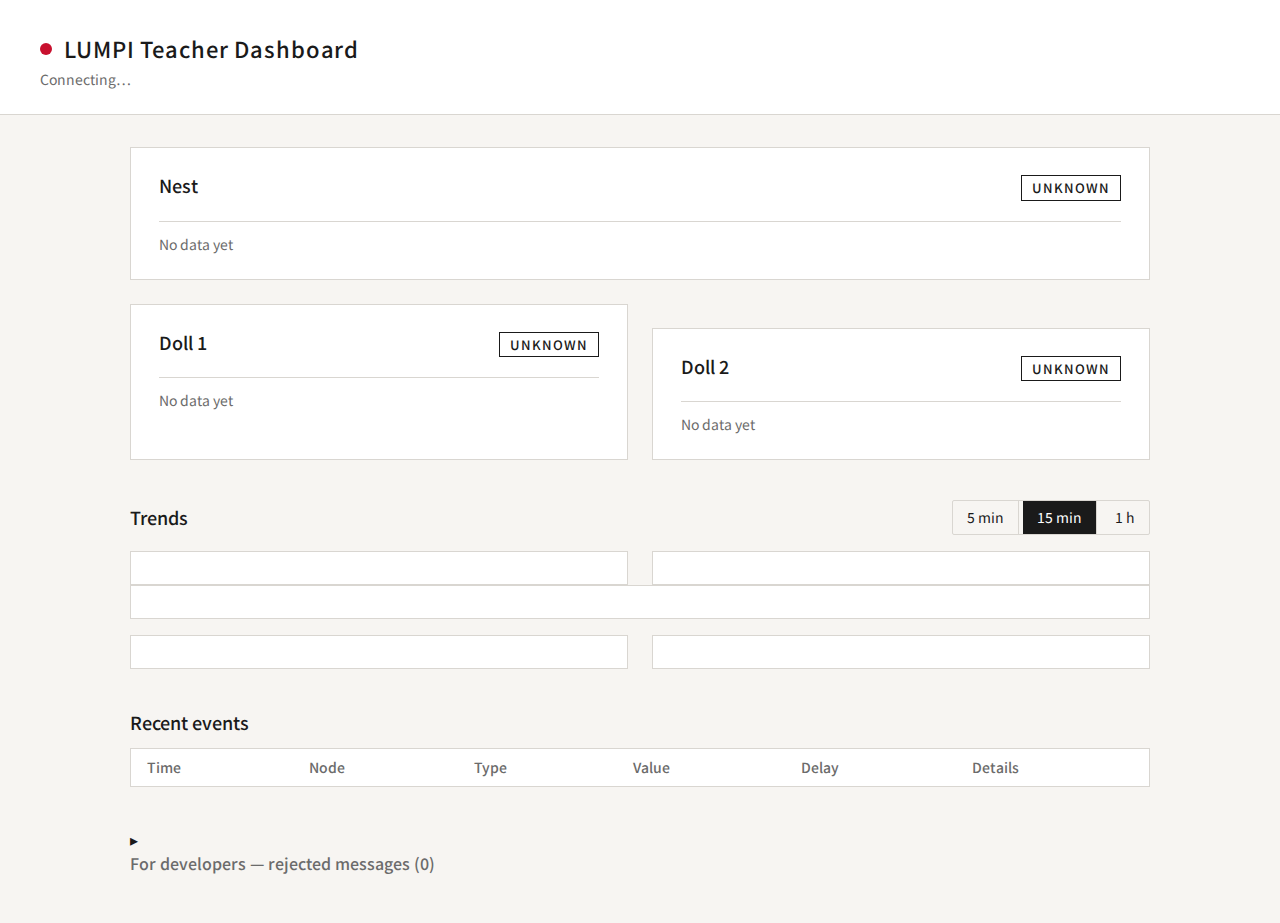 LUMPI Teacher Dashboard
Connecting…
Nest
UNKNOWN
No data yet
Doll 1
UNKNOWN
No data yet
Doll 2
UNKNOWN
No data yet
Trends
5 min
15 min
1 h
Recent events
Time Node Type Value Delay Details
For developers — rejected messages (0)